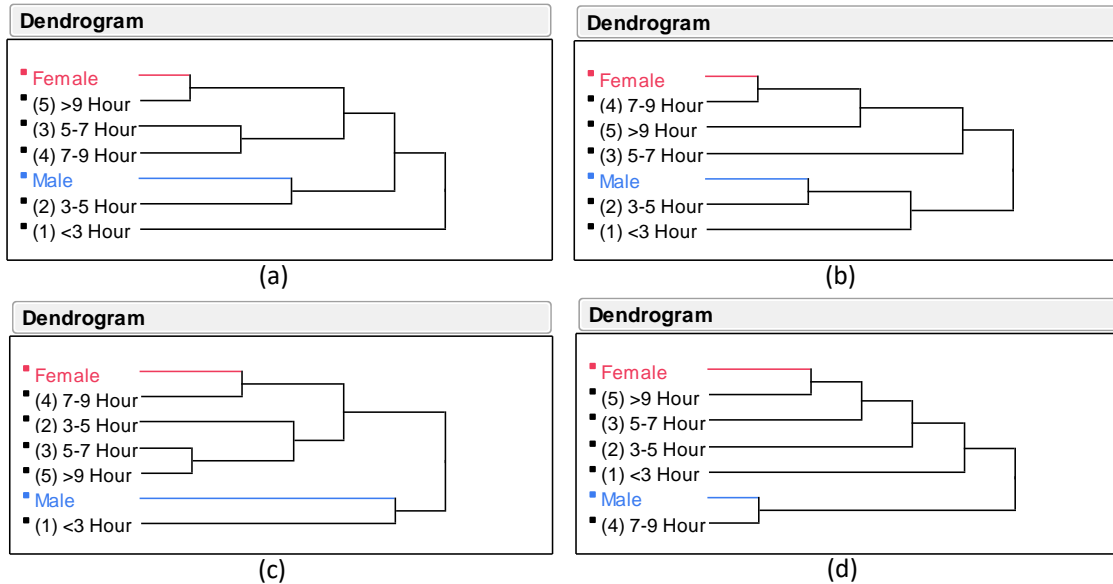 Dendrogram
Female
(5) >9 Hour
(3) 5-7 Hour
(4) 7-9 Hour
Male
(2) 3-5 Hour
(1) <3 Hour
(a)
Dendrogram
Female
(4) 7-9 Hour
(5) >9 Hour
(3) 5-7 Hour
Male
(2) 3-5 Hour
(1) <3 Hour
(b)
Dendrogram
Female
(4) 7-9 Hour
(2) 3-5 Hour
(3) 5-7 Hour
(5) >9 Hour
Male
(1) <3 Hour
(c)
Dendrogram
Female
(5) >9 Hour
(3) 5-7 Hour
(2) 3-5 Hour
(1) <3 Hour
Male
(4) 7-9 Hour
(d)